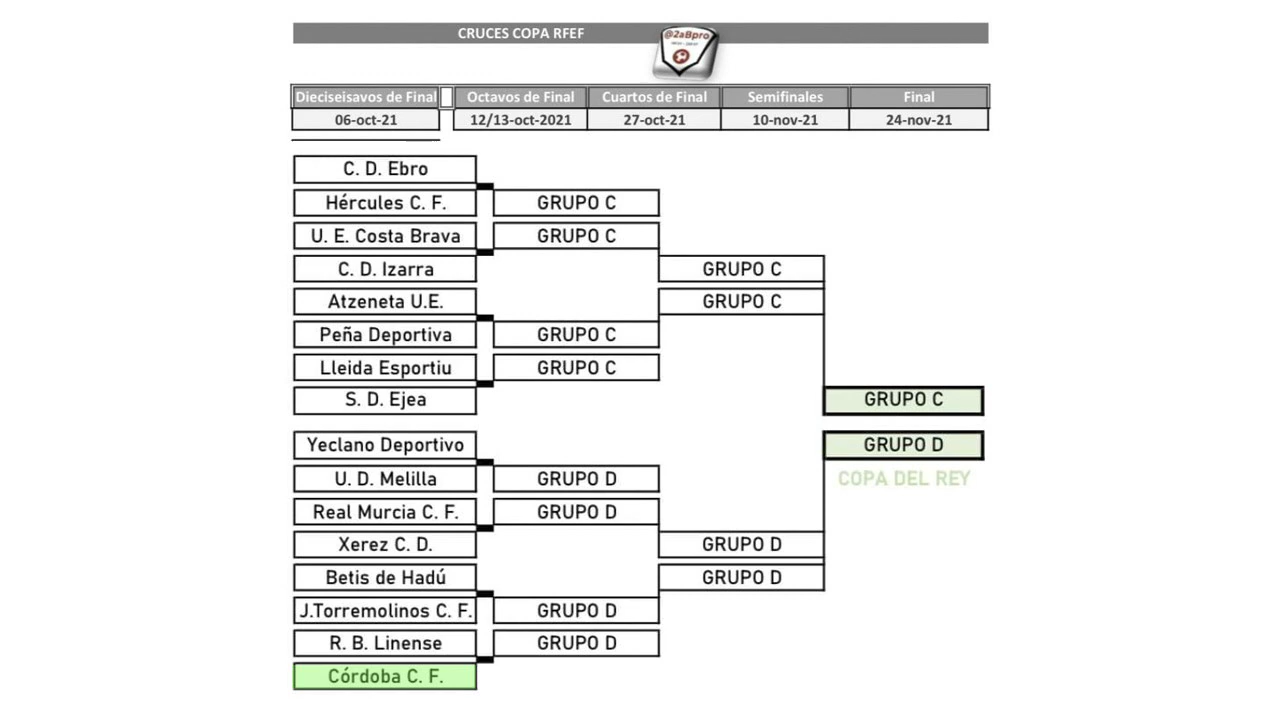 CRUCES COPA RFEF
@2aBpro
Dieciseisavos de Final Octavos de Final Cuartos de Final Semifinales Final
06-oct-21 12/13-oct-2021 27-oct-21 10-nov-21 24-nov-21
C. D. Ebro
Hércules C. F. GRUPO C
U. E. Costa Brava GRUPO C
C. D. Izarra GRUPO C
Atzeneta U.E. GRUPO C
Peña Deportiva GRUPO C
Lleida Esportiu GRUPO C
S. D. Ejea GRUPO C
Yeclano Deportivo GRUPO D
U. D. Melilla GRUPO D COPA DEL REY
Real Murcia C. F. GRUPO D
Xerez C. D. GRUPO D
Betis de Hadú GRUPO D
J.Torremolinos C. F. GRUPO D
R. B. Linense GRUPO D
Córdoba C. F.